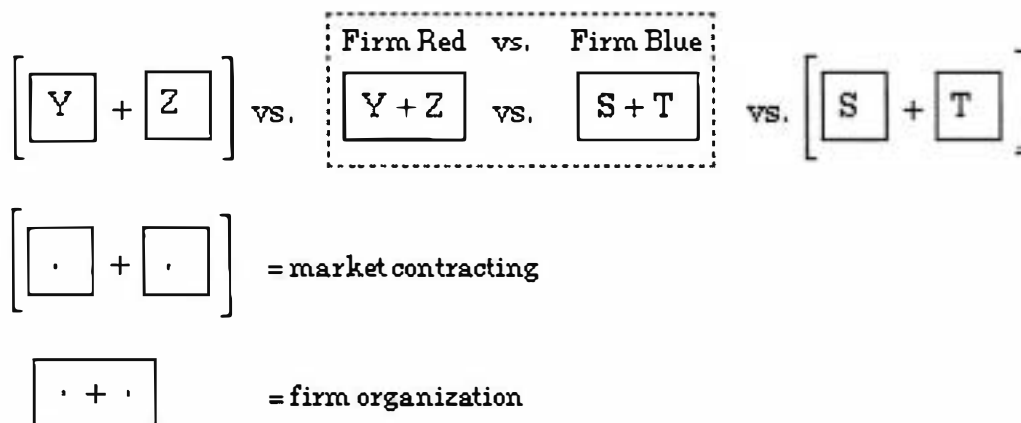 Firm Red vs. Firm Blue
[ Y + Z ] vs. Y + Z vs. S + T vs. [ S + T ]
[ · + · ] = market contracting
· + · = firm organization